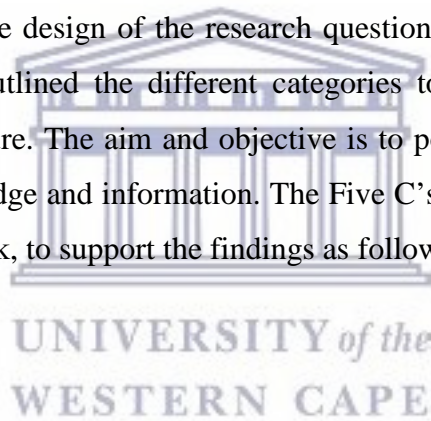 e design of the research question
utlined the different categories to
are. The aim and objective is to p
dge and information. The Five C's
k, to support the findings as follow
UNIVERSITY of the
WESTERN CAPE